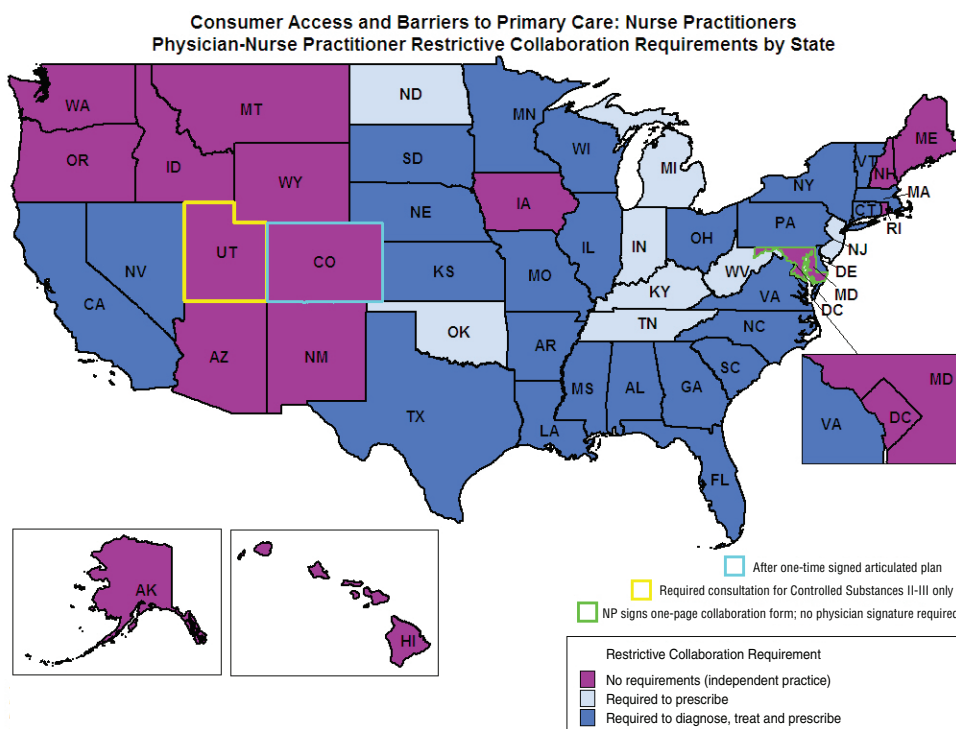 Consumer Access and Barriers to Primary Care: Nurse Practitioners
Physician-Nurse Practitioner Restrictive Collaboration Requirements by State
WA
MT
ND
MN
ME
OR
ID
SD
WI
MI
VT
NH
WY
NY
MA
NE
IA
PA
CT
RI
UT
CO
IL
IN
OH
NJ
NV
KS
MO
WV
DE
CA
KY
VA
MD
DC
AZ
NM
OK
TN
NC
AR
SC
MS
AL
GA
MD
TX
VA
DC
LA
FL
AK
HI
After one-time signed articulated plan
Required consultation for Controlled Substances II-III only
NP signs one-page collaboration form; no physician signature required
Restrictive Collaboration Requirement
No requirements (independent practice)
Required to prescribe
Required to diagnose, treat and prescribe